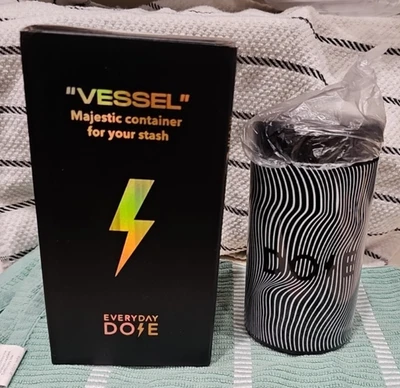 "VESSEL"
Majestic container
for your stash
EVERYDAY
DOSE
DOSE